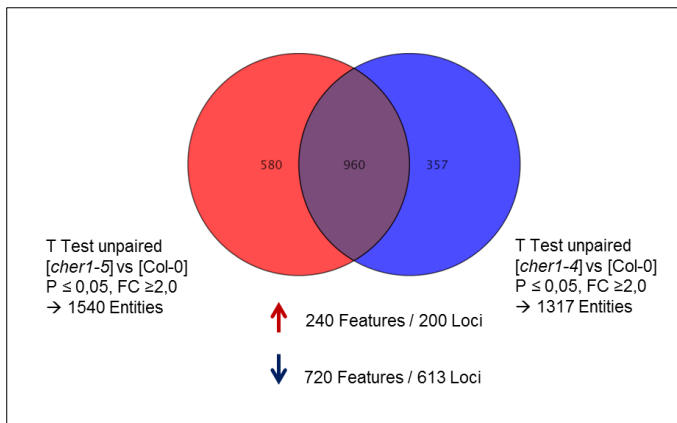 580 960 357
T Test unpaired
[cher1-5] vs [Col-0]
P ≤ 0,05, FC ≥2,0
→ 1540 Entities
T Test unpaired
[cher1-4] vs [Col-0]
P ≤ 0,05, FC ≥2,0
→ 1317 Entities
240 Features / 200 Loci
720 Features / 613 Loci